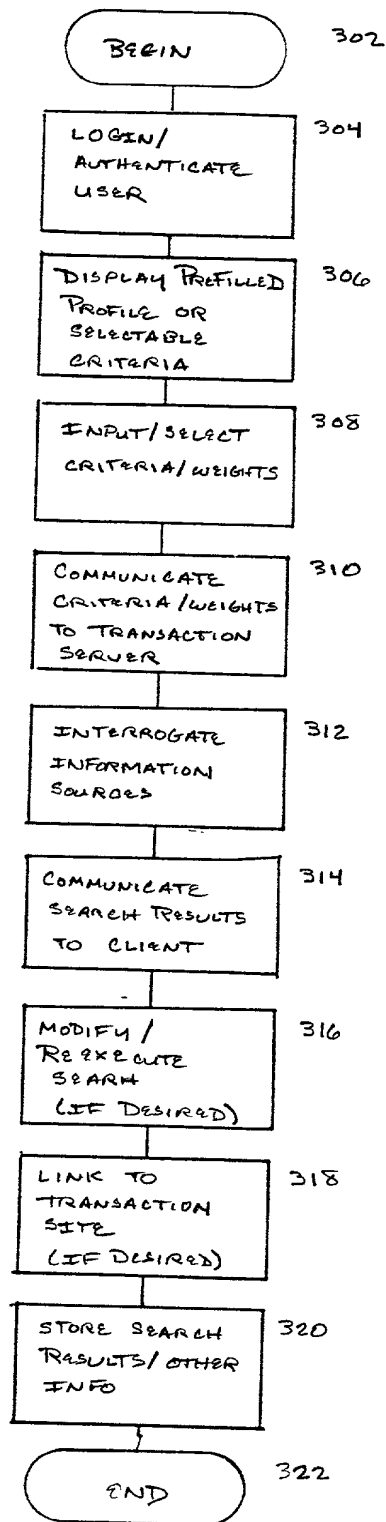 BEGIN 302
LOGIN/ 304
AUTHENTICATE
USER
DISPLAY PREFILLED 306
PROFILE OR
SELECTABLE
CRITERIA
INPUT/SELECT 308
CRITERIA/WEIGHTS
COMMUNICATE 310
CRITERIA/WEIGHTS
TO TRANSACTION
SERVER
INTERROGATE 312
INFORMATION
SOURCES
COMMUNICATE 314
SEARCH RESULTS
TO CLIENT
MODIFY/ 316
REEXECUTE
SEARH
(IF DESIRED)
LINK TO 318
TRANSACTION
SITE
(IF DESIRED)
STORE SEARCH 320
RESULTS/OTHER
INFO
END 322